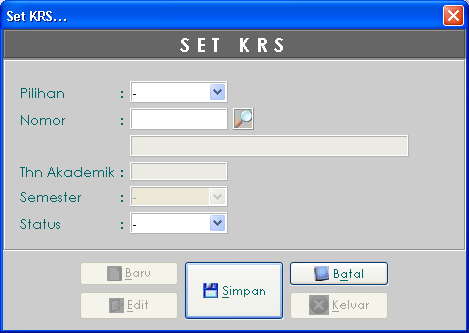 Set KRS...
SET KRS
Pilihan : -
Nomor :
Thn Akademik :
Semester : -
Status : -
Baru
Simpan
Batal
Edit
Keluar